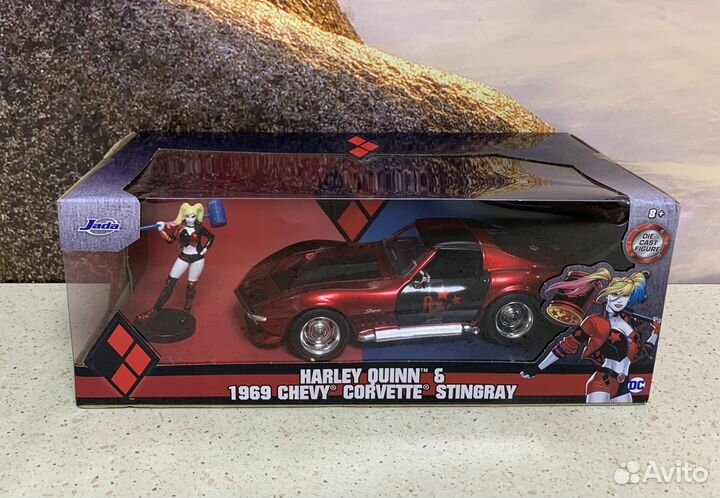 Jada
8+
DIE
CAST
FIGURE
HARLEY QUINN™ &
1969 CHEVY® CORVETTE® STINGRAY
DC
Avito